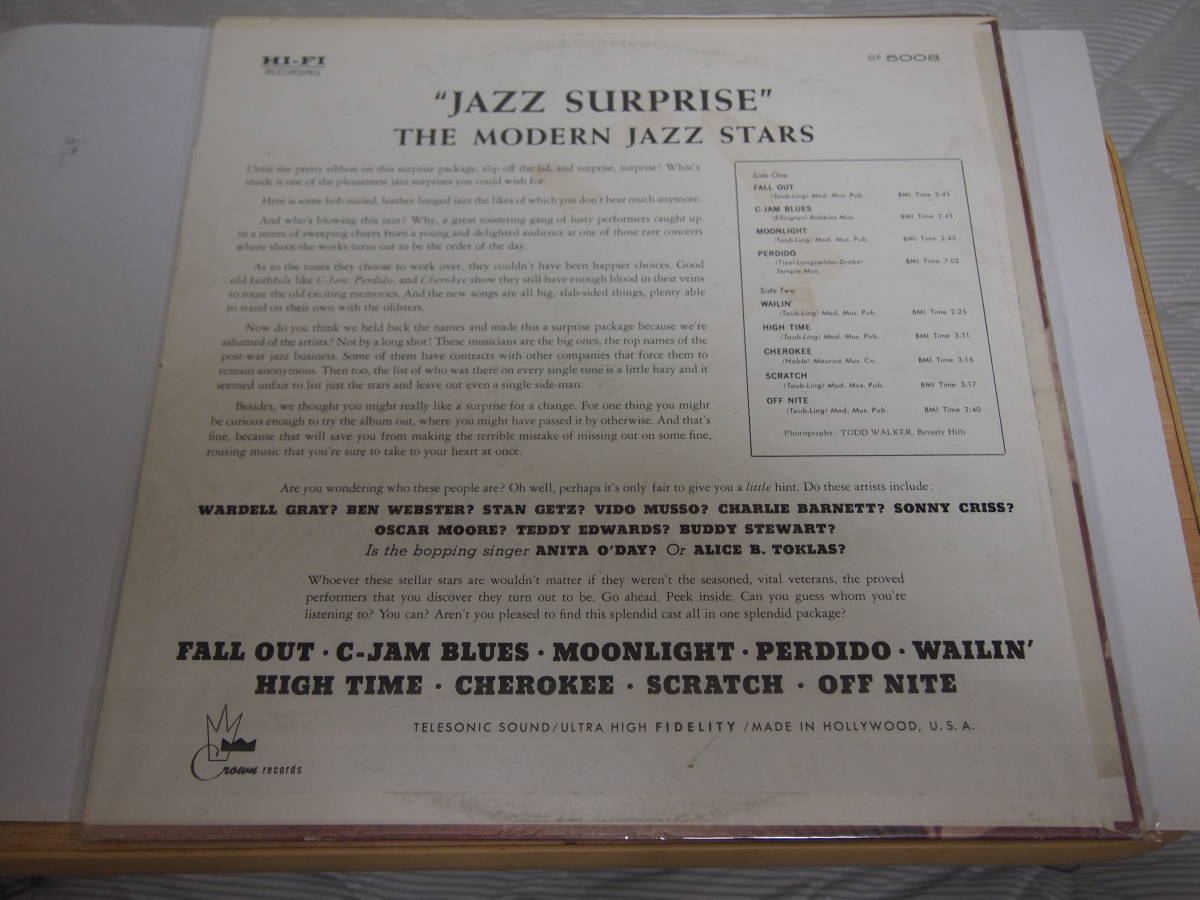 HI-FI
RECORDING
CLP 5008
"JAZZ SURPRISE"
THE MODERN JAZZ STARS
Untie the pretty ribbon on this surprise package, slip off the lid, and surprise, surprise! What's
inside is one of the pleasantest jazz surprises you could wish for.
Here is some hob-nailed, leather-lunged jazz the likes of which you don't hear much anymore.
And who's blowing this jazz? Why, a great roistering gang of lusty performers caught up
in a storm of sweeping cheers from a young and delighted audience at one of those rare concerts
where shoot-the-works turns out to be the order of the day.
As to the tunes they choose to work over, they couldn't have been happier choices. Good
old faithfuls like C-Jam, Perdido, and Cherokee show they still have enough blood in their veins
to rouse the old exciting memories. And the new songs are all big, slab-sided things, plenty able
to stand on their own with the oldsters.
Now do you think we held back the names and made this a surprise package because we're
ashamed of the artists? Not by a long shot! These musicians are the big ones, the top names of the
post-war jazz business. Some of them have contracts with other companies that force them to
remain anonymous. Then too, the list of who was there on every single tune is a little hazy and it
seemed unfair to list just the stars and leave out even a single side-man.
Besides, we thought you might really like a surprise for a change. For one thing you might
be curious enough to try the album out, where you might have passed it by otherwise. And that's
fine, because that will save you from making the terrible mistake of missing out on some fine,
rousing music that you're sure to take to your heart at once.
Side One
FALL OUT
(Taub-Ling) Mod. Mus. Pub. BMI Time 2:45
C-JAM BLUES
(Ellington) Robbins Mus. BMI Time 2:45
MOONLIGHT
(Taub-Ling) Mod. Mus. Pub. BMI Time 2:43
PERDIDO
(Tizol-Langsfelder-Drake) BMI Time 7:05
Temple Mus.
Side Two
WAILIN'
(Taub-Ling) Mod. Mus. Pub. BMI Time 2:25
HIGH TIME
(Taub-Ling) Mod. Mus. Pub. BMI Time 3:31
CHEROKEE
(Noble) Maurice Mus. Co. BMI Time 3:16
SCRATCH
(Taub-Ling) Mod. Mus. Pub. BMI Time 3:17
OFF NITE
(Taub-Ling) Mod. Mus. Pub. BMI Time 2:40
Photography: TODD WALKER, Beverly Hills
Are you wondering who these people are? Oh well, perhaps it's only fair to give you a little hint. Do these artists include:
WARDELL GRAY? BEN WEBSTER? STAN GETZ? VIDO MUSSO? CHARLIE BARNETT? SONNY CRISS?
OSCAR MOORE? TEDDY EDWARDS? BUDDY STEWART?
Is the bopping singer ANITA O'DAY? Or ALICE B. TOKLAS?
Whoever these stellar stars are wouldn't matter if they weren't the seasoned, vital veterans, the proved
performers that you discover they turn out to be. Go ahead. Peek inside. Can you guess whom you're
listening to? You can? Aren't you pleased to find this splendid cast all in one splendid package?
FALL OUT · C-JAM BLUES · MOONLIGHT · PERDIDO · WAILIN'
HIGH TIME · CHEROKEE · SCRATCH · OFF NITE
TELESONIC SOUND/ULTRA HIGH FIDELITY/MADE IN HOLLYWOOD, U.S.A.
Crown records